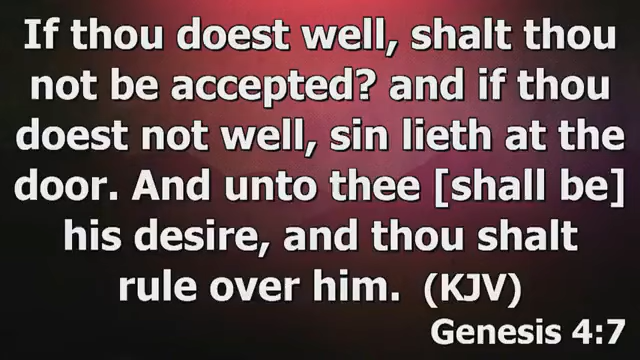 If thou doest well, shalt thou
not be accepted? and if thou
doest not well, sin lieth at the
door. And unto thee [shall be]
his desire, and thou shalt
rule over him. (KJV)
Genesis 4:7